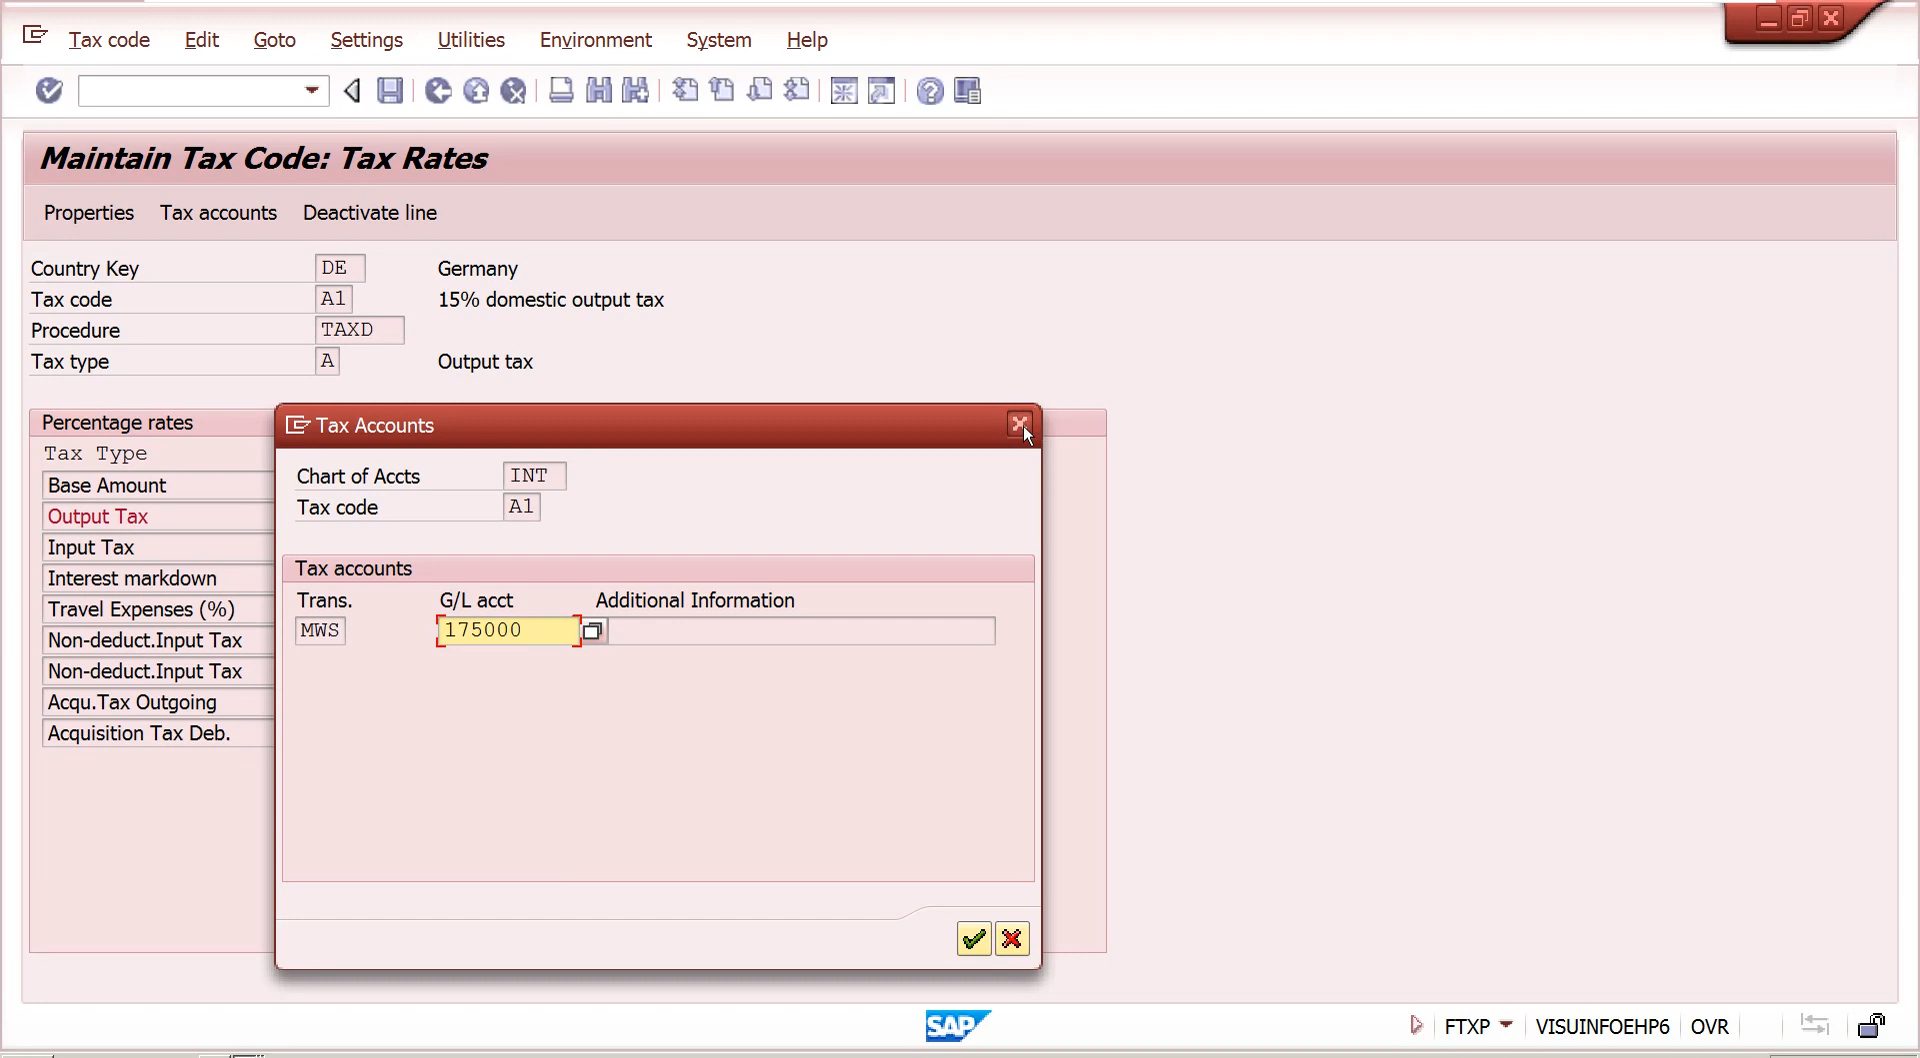 Tax code Edit Goto Settings Utilities Environment System Help
Maintain Tax Code: Tax Rates
Properties Tax accounts Deactivate line
Country Key DE Germany
Tax code A1 15% domestic output tax
Procedure TAXD
Tax type A Output tax
Percentage rates
Tax Type
Base Amount
Output Tax
Input Tax
Interest markdown
Travel Expenses (%)
Non-deduct.Input Tax
Non-deduct.Input Tax
Acqu.Tax Outgoing
Acquisition Tax Deb.
Tax Accounts
Chart of Accts INT
Tax code A1
Tax accounts
Trans. G/L acct Additional Information
MWS 175000
SAP FTXP VISUINFOEHP6 OVR